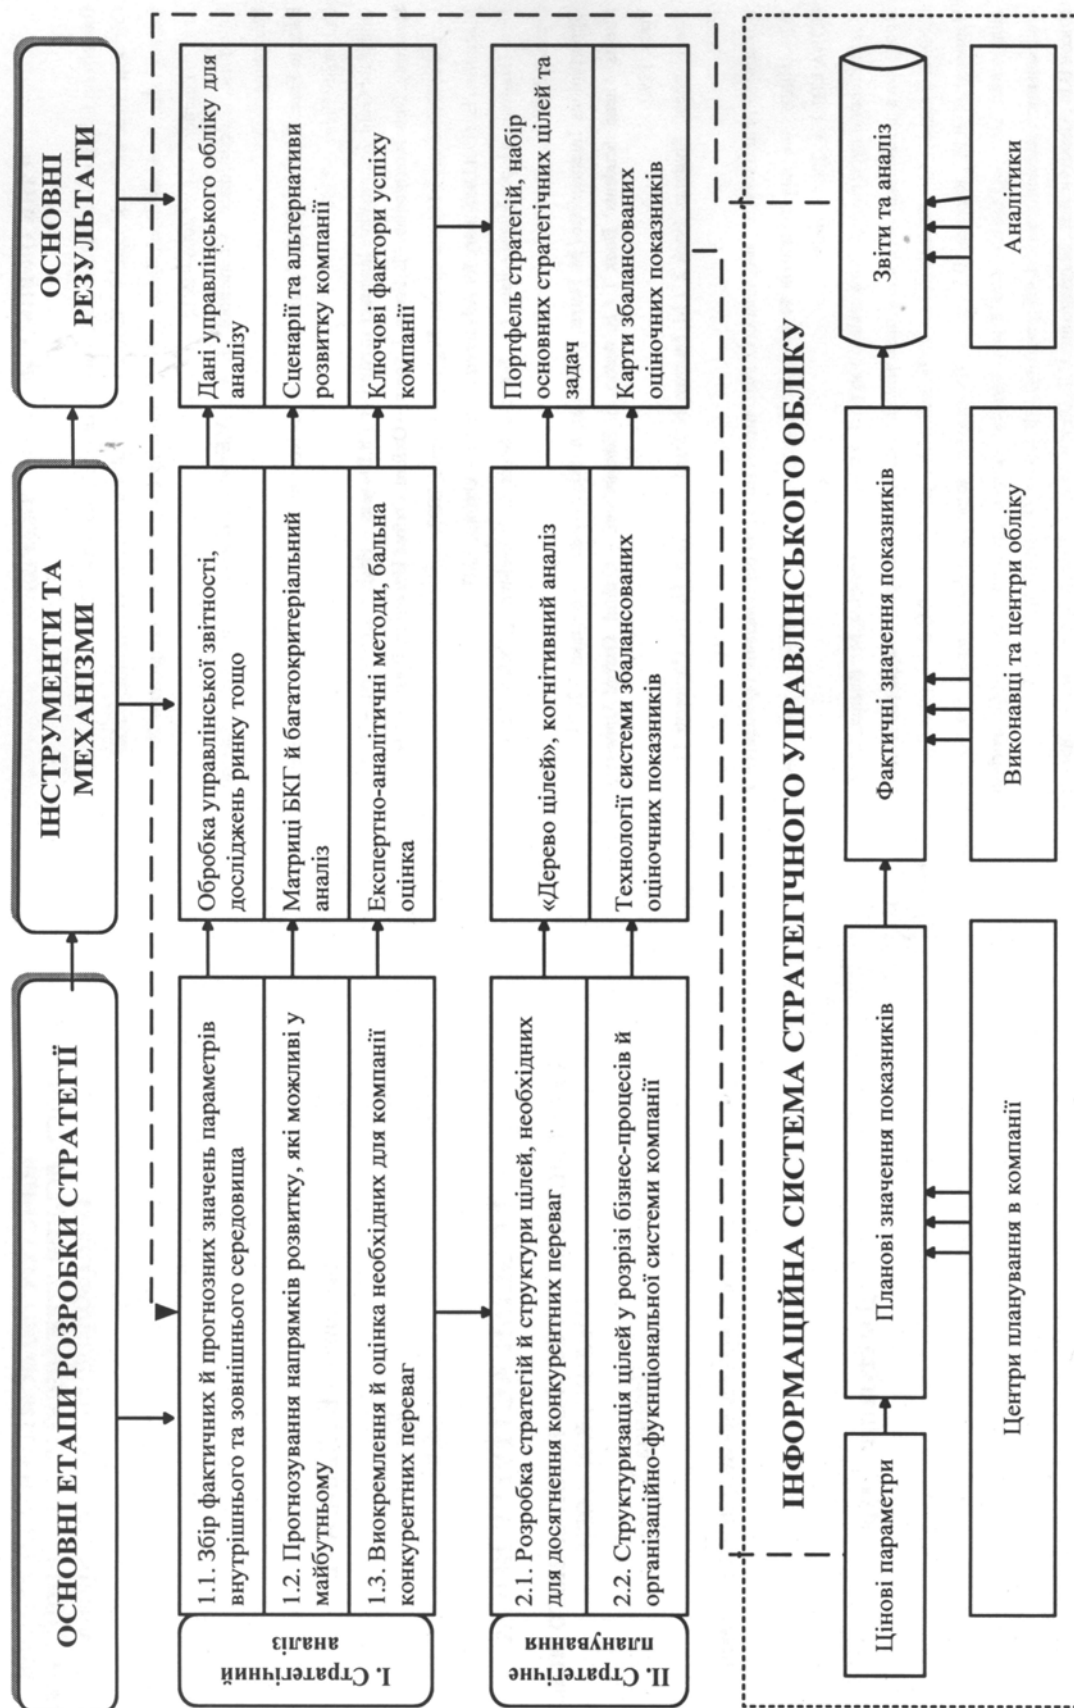 ОСНОВНІ ЕТАПИ РОЗРОБКИ СТРАТЕГІЇ
ІНСТРУМЕНТИ ТА
МЕХАНІЗМИ
ОСНОВНІ
РЕЗУЛЬТАТИ
І. Стратегічний
аналіз
1.1. Збір фактичних й прогнозних значень параметрів
внутрішнього та зовнішнього середовища
Обробка управлінської звітності,
досліджень ринку тощо
Дані управлінського обліку для
аналізу
1.2. Прогнозування напрямків розвитку, які можливі у
майбутньому
Матриці БКГ й багатокритеріальний
аналіз
Сценарії та альтернативи
розвитку компанії
1.3. Виокремлення й оцінка необхідних для компанії
конкурентних переваг
Експертно-аналітичні методи, бальна
оцінка
Ключові фактори успіху
компанії
ІІ. Стратегічне
планування
2.1. Розробка стратегій й структури цілей, необхідних
для досягнення конкурентних переваг
«Дерево цілей», когнітивний аналіз
Портфель стратегій, набір
основних стратегічних цілей та
задач
2.2. Структуризація цілей у розрізі бізнес-процесів й
організаційно-функціональної системи компанії
Технології системи збалансованих
оціночних показників
Карти збалансованих
оціночних показників
ІНФОРМАЦІЙНА СИСТЕМА СТРАТЕГІЧНОГО УПРАВЛІНСЬКОГО ОБЛІКУ
Цінові параметри
Планові значення показників
Фактичні значення показників
Звіти та аналіз
Центри планування в компанії
Виконавці та центри обліку
Аналітики